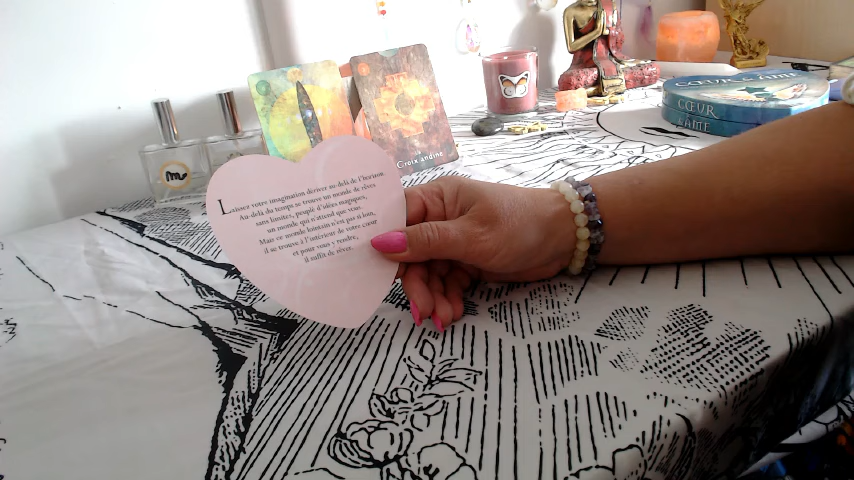 Laissez votre imagination dériver au-delà de l'horizon.
Au-delà du temps se trouve un monde de rêves
sans limites, peuplé d'idées magiques,
un monde qui n'attend que vous.
Mais ce monde lointain n'est pas si loin,
il se trouve à l'intérieur de votre cœur
et pour vous y rendre,
il suffit de rêver.
Croix andine
CŒUR & ÂME
CŒUR
& ÂME